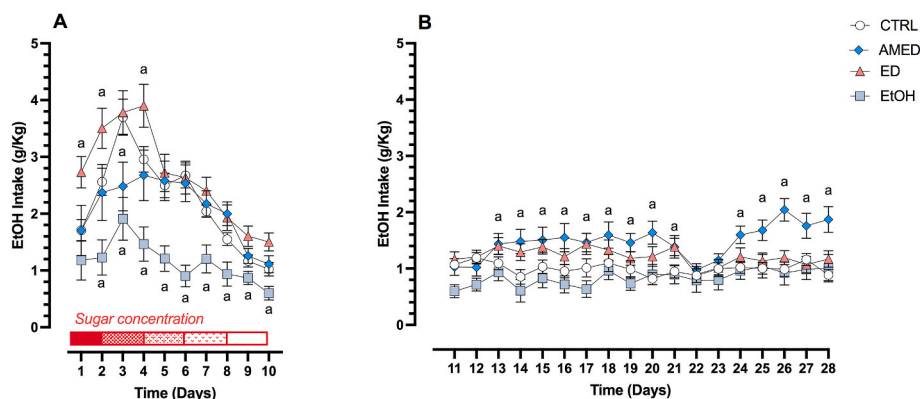 A
B
CTRL
AMED
ED
EtOH
EtOH Intake (g/Kg)
5
4
3
2
1
0
a
a
a
a
a
a
a
a
a
a
a
a
Sugar concentration
1 2 3 4 5 6 7 8 9 10
Time (Days)
EtOH Intake (g/Kg)
5
4
3
2
1
0
a a a a a a a a a a a a a a
11 12 13 14 15 16 17 18 19 20 21 22 23 24 25 26 27 28
Time (Days)